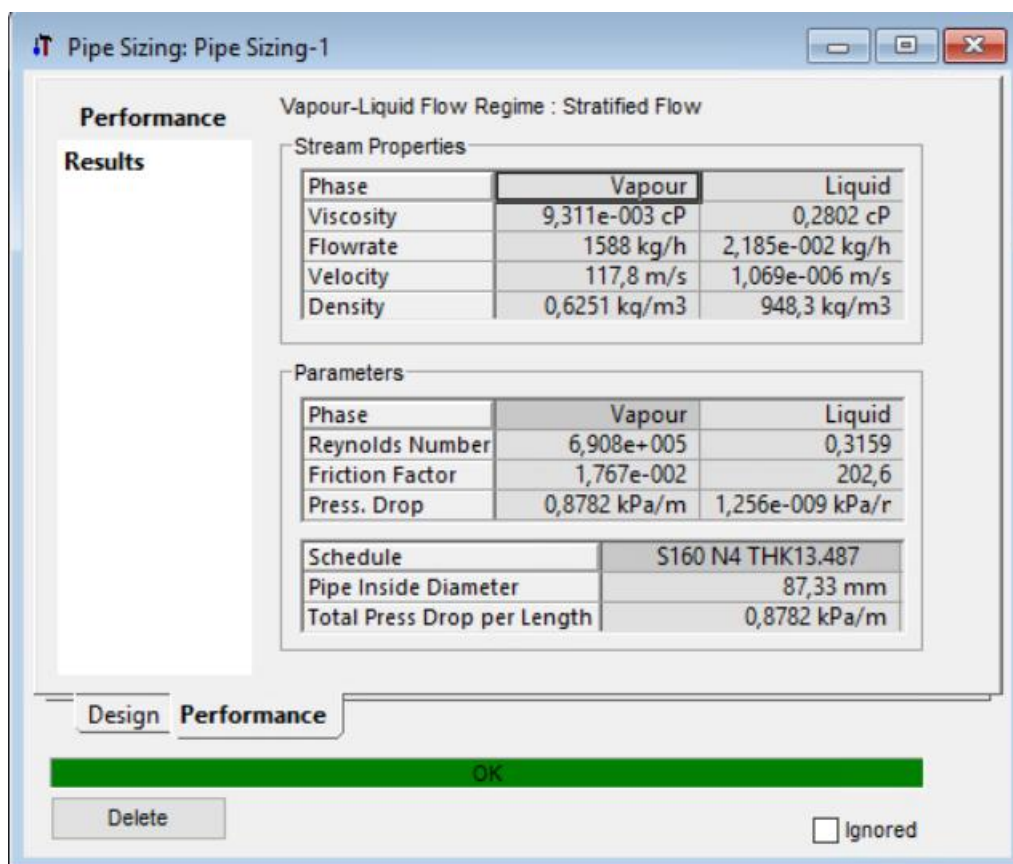 Pipe Sizing: Pipe Sizing-1
Performance
Results
Vapour-Liquid Flow Regime : Stratified Flow
Stream Properties
Phase Vapour Liquid
Viscosity 9,311e-003 cP 0,2802 cP
Flowrate 1588 kg/h 2,185e-002 kg/h
Velocity 117,8 m/s 1,069e-006 m/s
Density 0,6251 kg/m3 948,3 kg/m3
Parameters
Phase Vapour Liquid
Reynolds Number 6,908e+005 0,3159
Friction Factor 1,767e-002 202,6
Press. Drop 0,8782 kPa/m 1,256e-009 kPa/r
Schedule S160 N4 THK13.487
Pipe Inside Diameter 87,33 mm
Total Press Drop per Length 0,8782 kPa/m
Design Performance
OK
Delete
Ignored